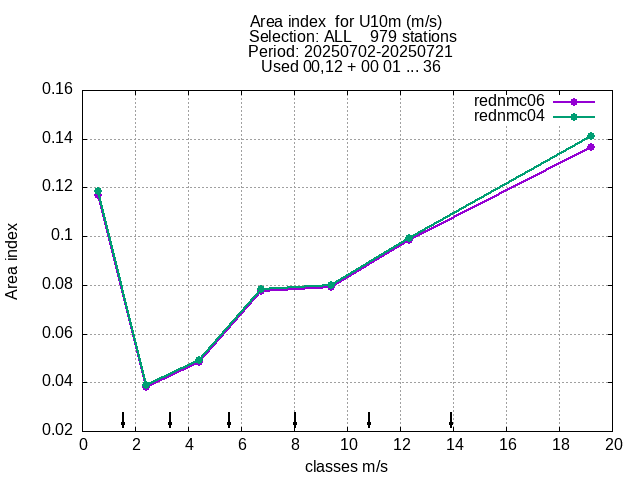 Area index  for U10m (m/s)
Selection: ALL    979 stations
Period: 20250702-20250721
Used 00,12 + 00 01 ... 36
rednmc06
rednmc04
0.16
0.14
0.12
0.1
0.08
0.06
0.04
0.02
Area index
0 2 4 6 8 10 12 14 16 18 20
classes m/s